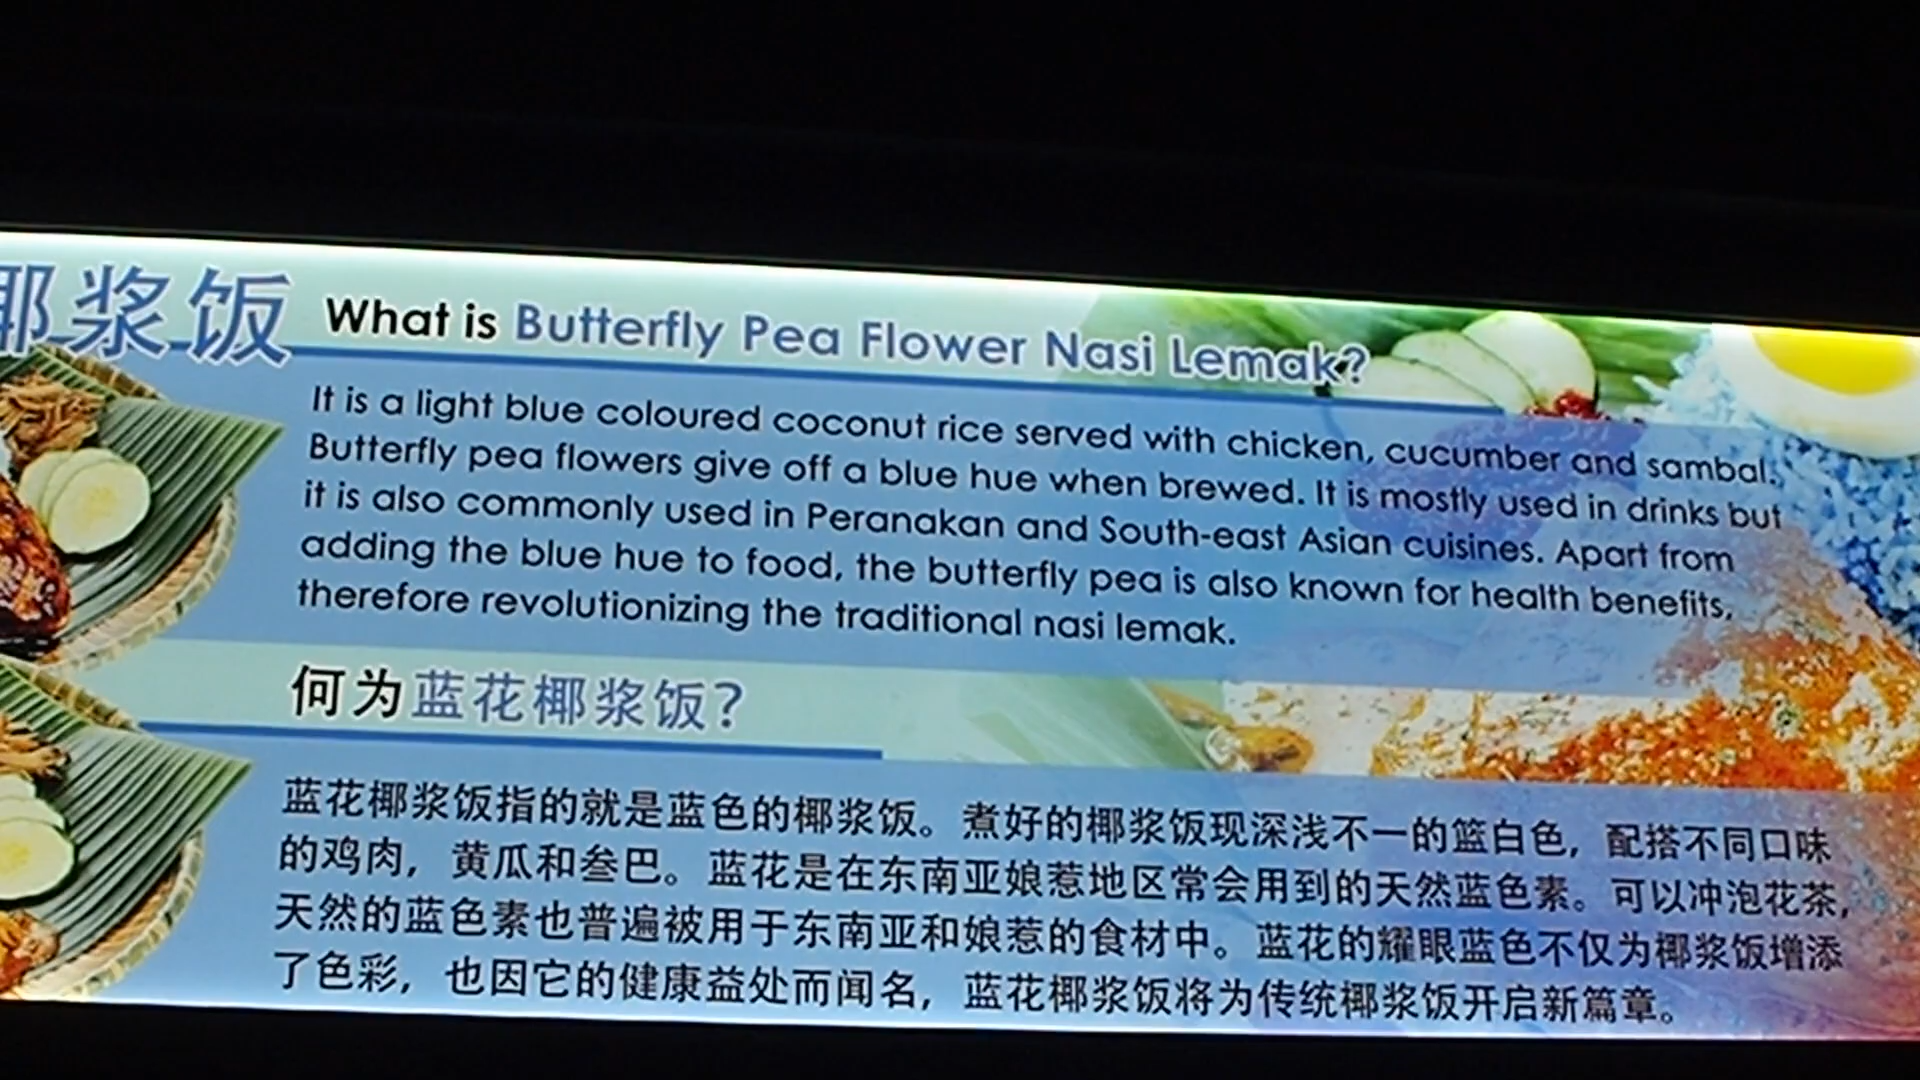 椰浆饭
What is Butterfly Pea Flower Nasi Lemak?
It is a light blue coloured coconut rice served with chicken, cucumber and sambal.
Butterfly pea flowers give off a blue hue when brewed. It is mostly used in drinks but
it is also commonly used in Peranakan and South-east Asian cuisines. Apart from
adding the blue hue to food, the butterfly pea is also known for health benefits,
therefore revolutionizing the traditional nasi lemak.
何为蓝花椰浆饭?
蓝花椰浆饭指的就是蓝色的椰浆饭。煮好的椰浆饭现深浅不一的篮白色，配搭不同口味
的鸡肉，黄瓜和叁巴。蓝花是在东南亚娘惹地区常会用到的天然蓝色素。可以冲泡花茶，
天然的蓝色素也普遍被用于东南亚和娘惹的食材中。蓝花的耀眼蓝色不仅为椰浆饭增添
了色彩，也因它的健康益处而闻名，蓝花椰浆饭将为传统椰浆饭开启新篇章。